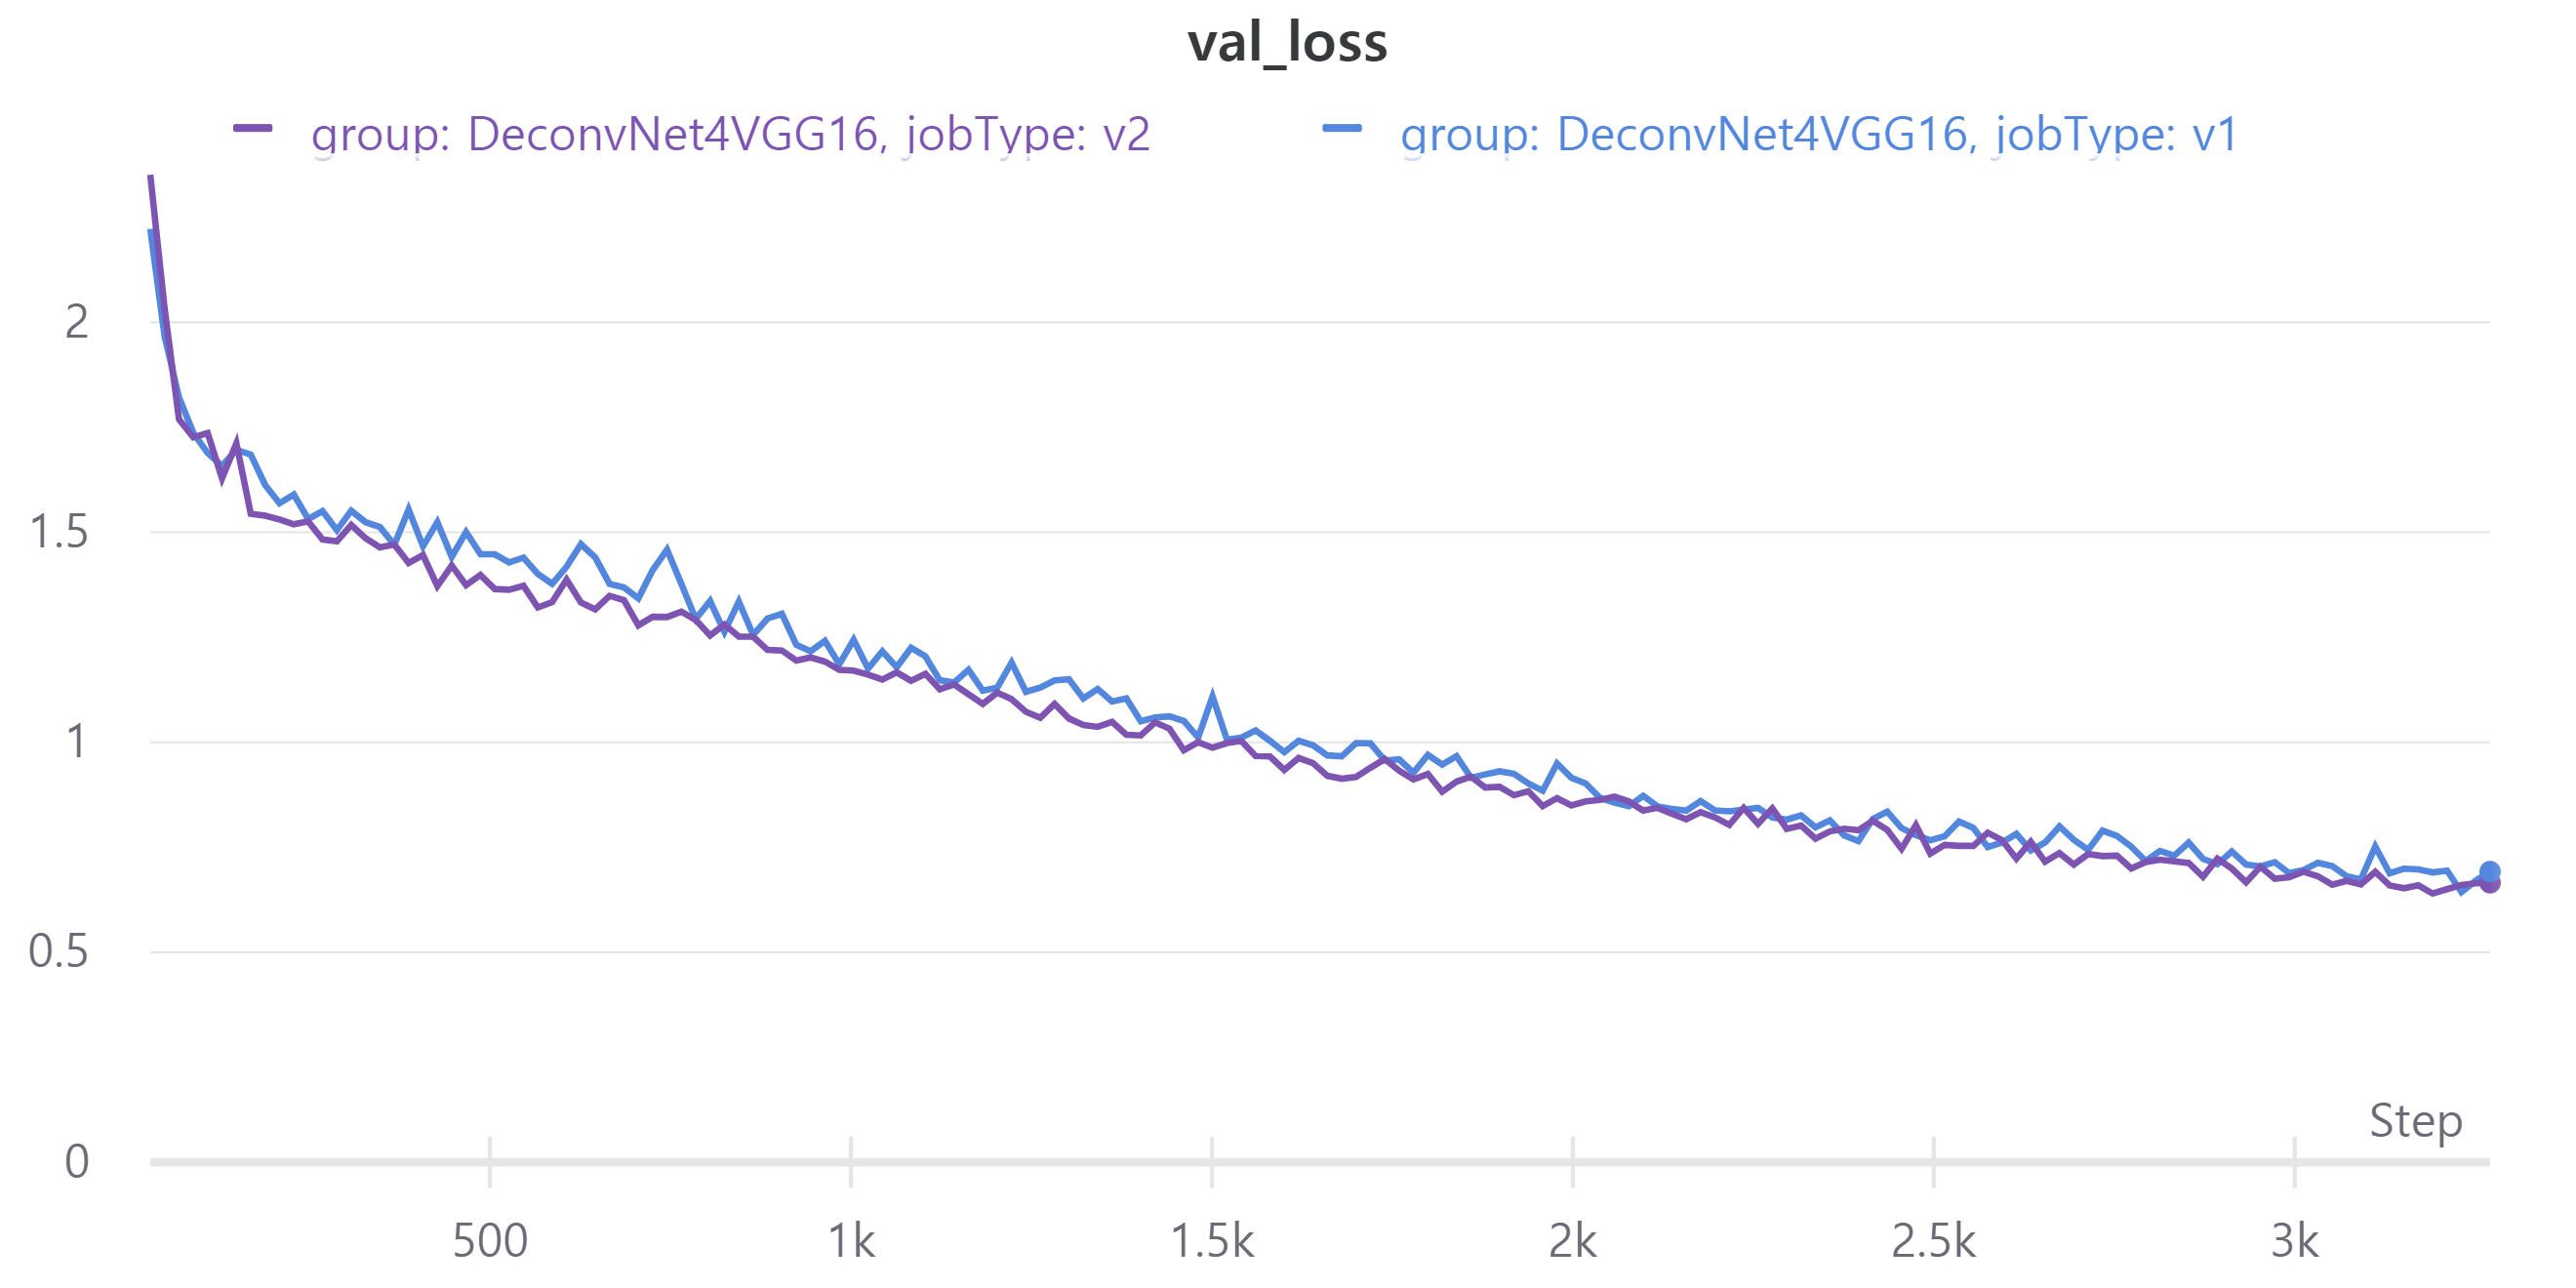 val_loss
group: DeconvNet4VGG16, jobType: v2 group: DeconvNet4VGG16, jobType: v1
2
1.5
1
0.5
0
Step
500 1k 1.5k 2k 2.5k 3k